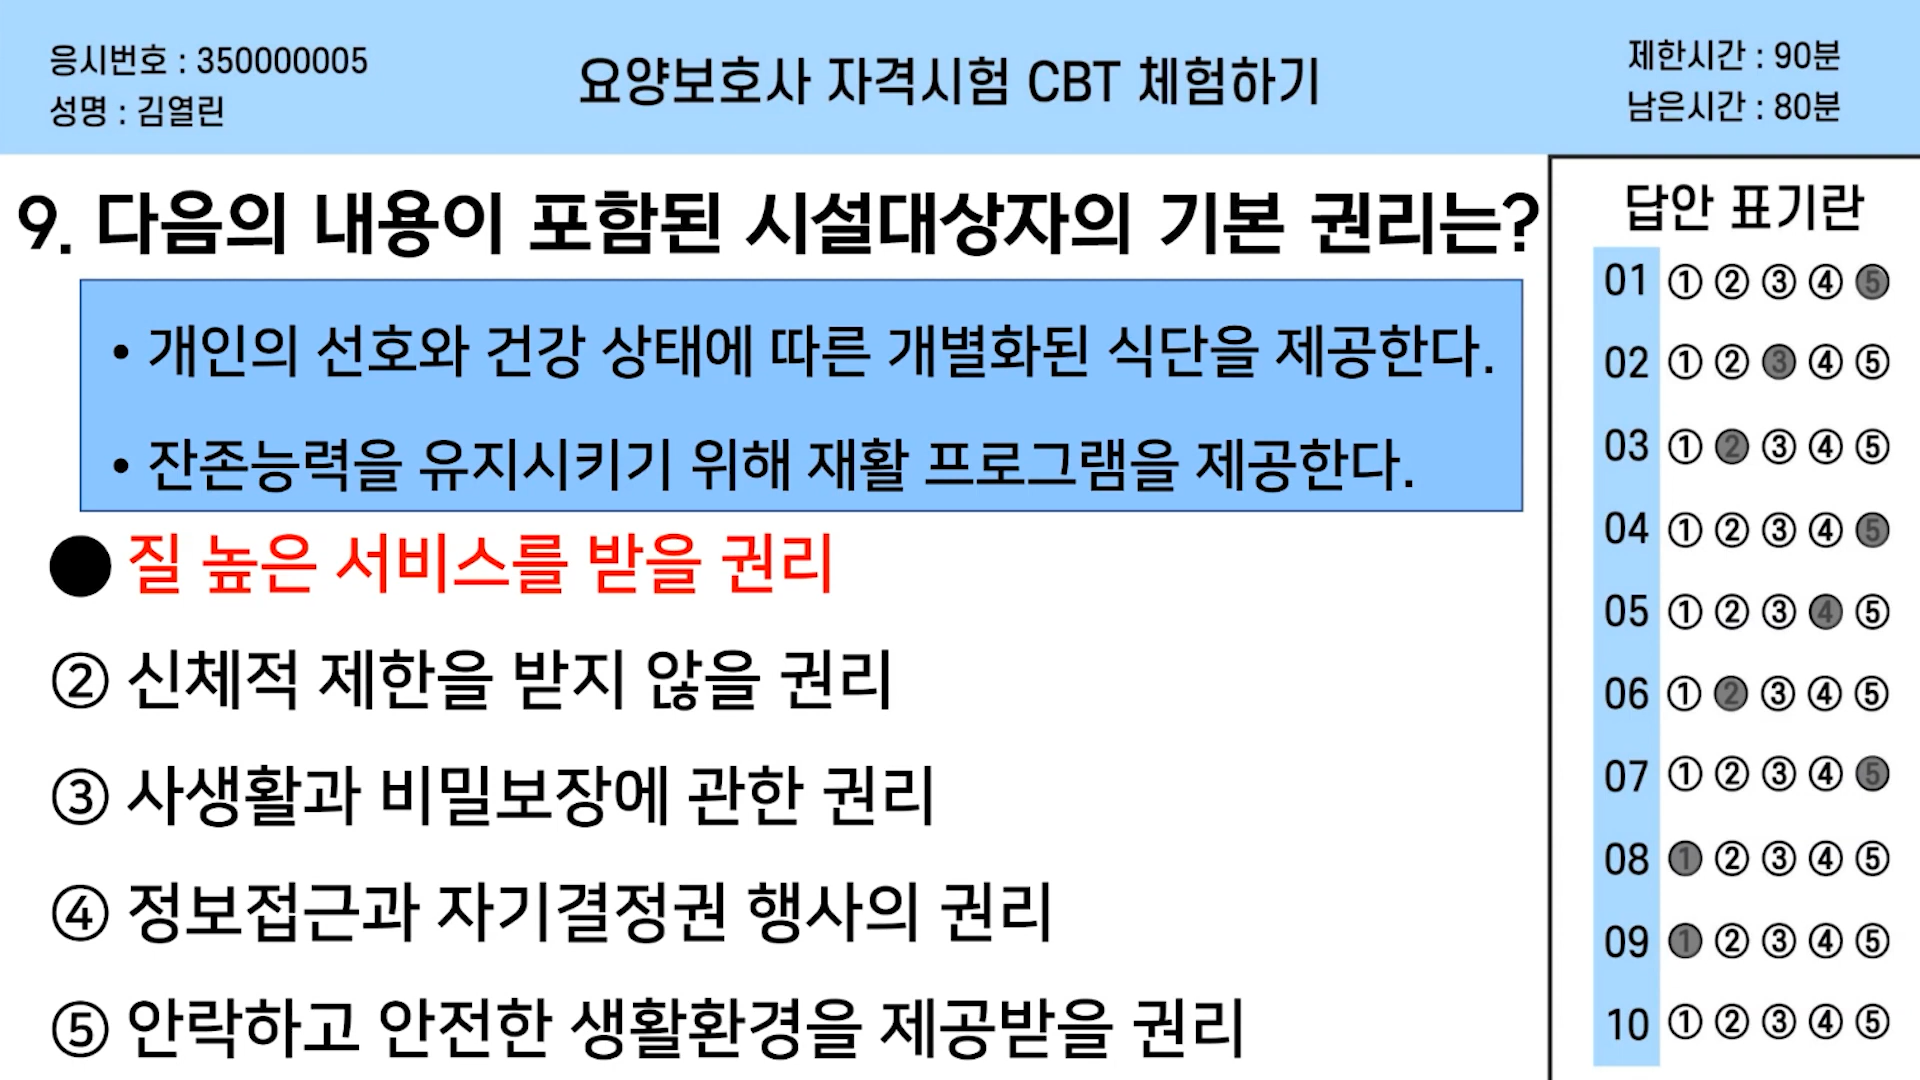 응시번호 : 350000005
성명 : 김열린
요양보호사 자격시험 CBT 체험하기
제한시간 : 90분
남은시간 : 80분
9. 다음의 내용이 포함된 시설대상자의 기본 권리는?
• 개인의 선호와 건강 상태에 따른 개별화된 식단을 제공한다.
• 잔존능력을 유지시키기 위해 재활 프로그램을 제공한다.
● 질 높은 서비스를 받을 권리
② 신체적 제한을 받지 않을 권리
③ 사생활과 비밀보장에 관한 권리
④ 정보접근과 자기결정권 행사의 권리
⑤ 안락하고 안전한 생활환경을 제공받을 권리
답안 표기란
01 ① ② ③ ④ ⑤
02 ① ② ③ ④ ⑤
03 ① ② ③ ④ ⑤
04 ① ② ③ ④ ⑤
05 ① ② ③ ④ ⑤
06 ① ② ③ ④ ⑤
07 ① ② ③ ④ ⑤
08 ① ② ③ ④ ⑤
09 ① ② ③ ④ ⑤
10 ① ② ③ ④ ⑤